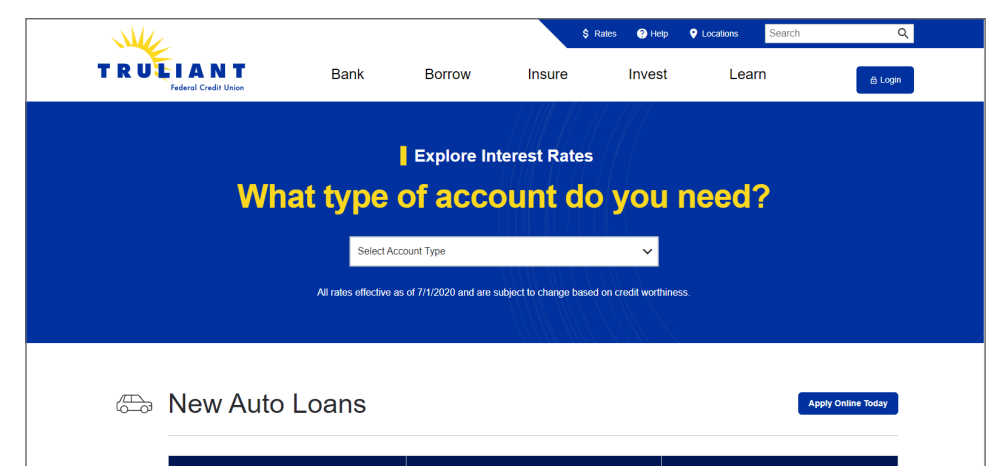 $ Rates ? Help Locations Search
TRULIANT
Federal Credit Union
Bank Borrow Insure Invest Learn
Login
Explore Interest Rates
What type of account do you need?
Select Account Type
All rates effective as of 7/1/2020 and are subject to change based on credit worthiness.
New Auto Loans
Apply Online Today